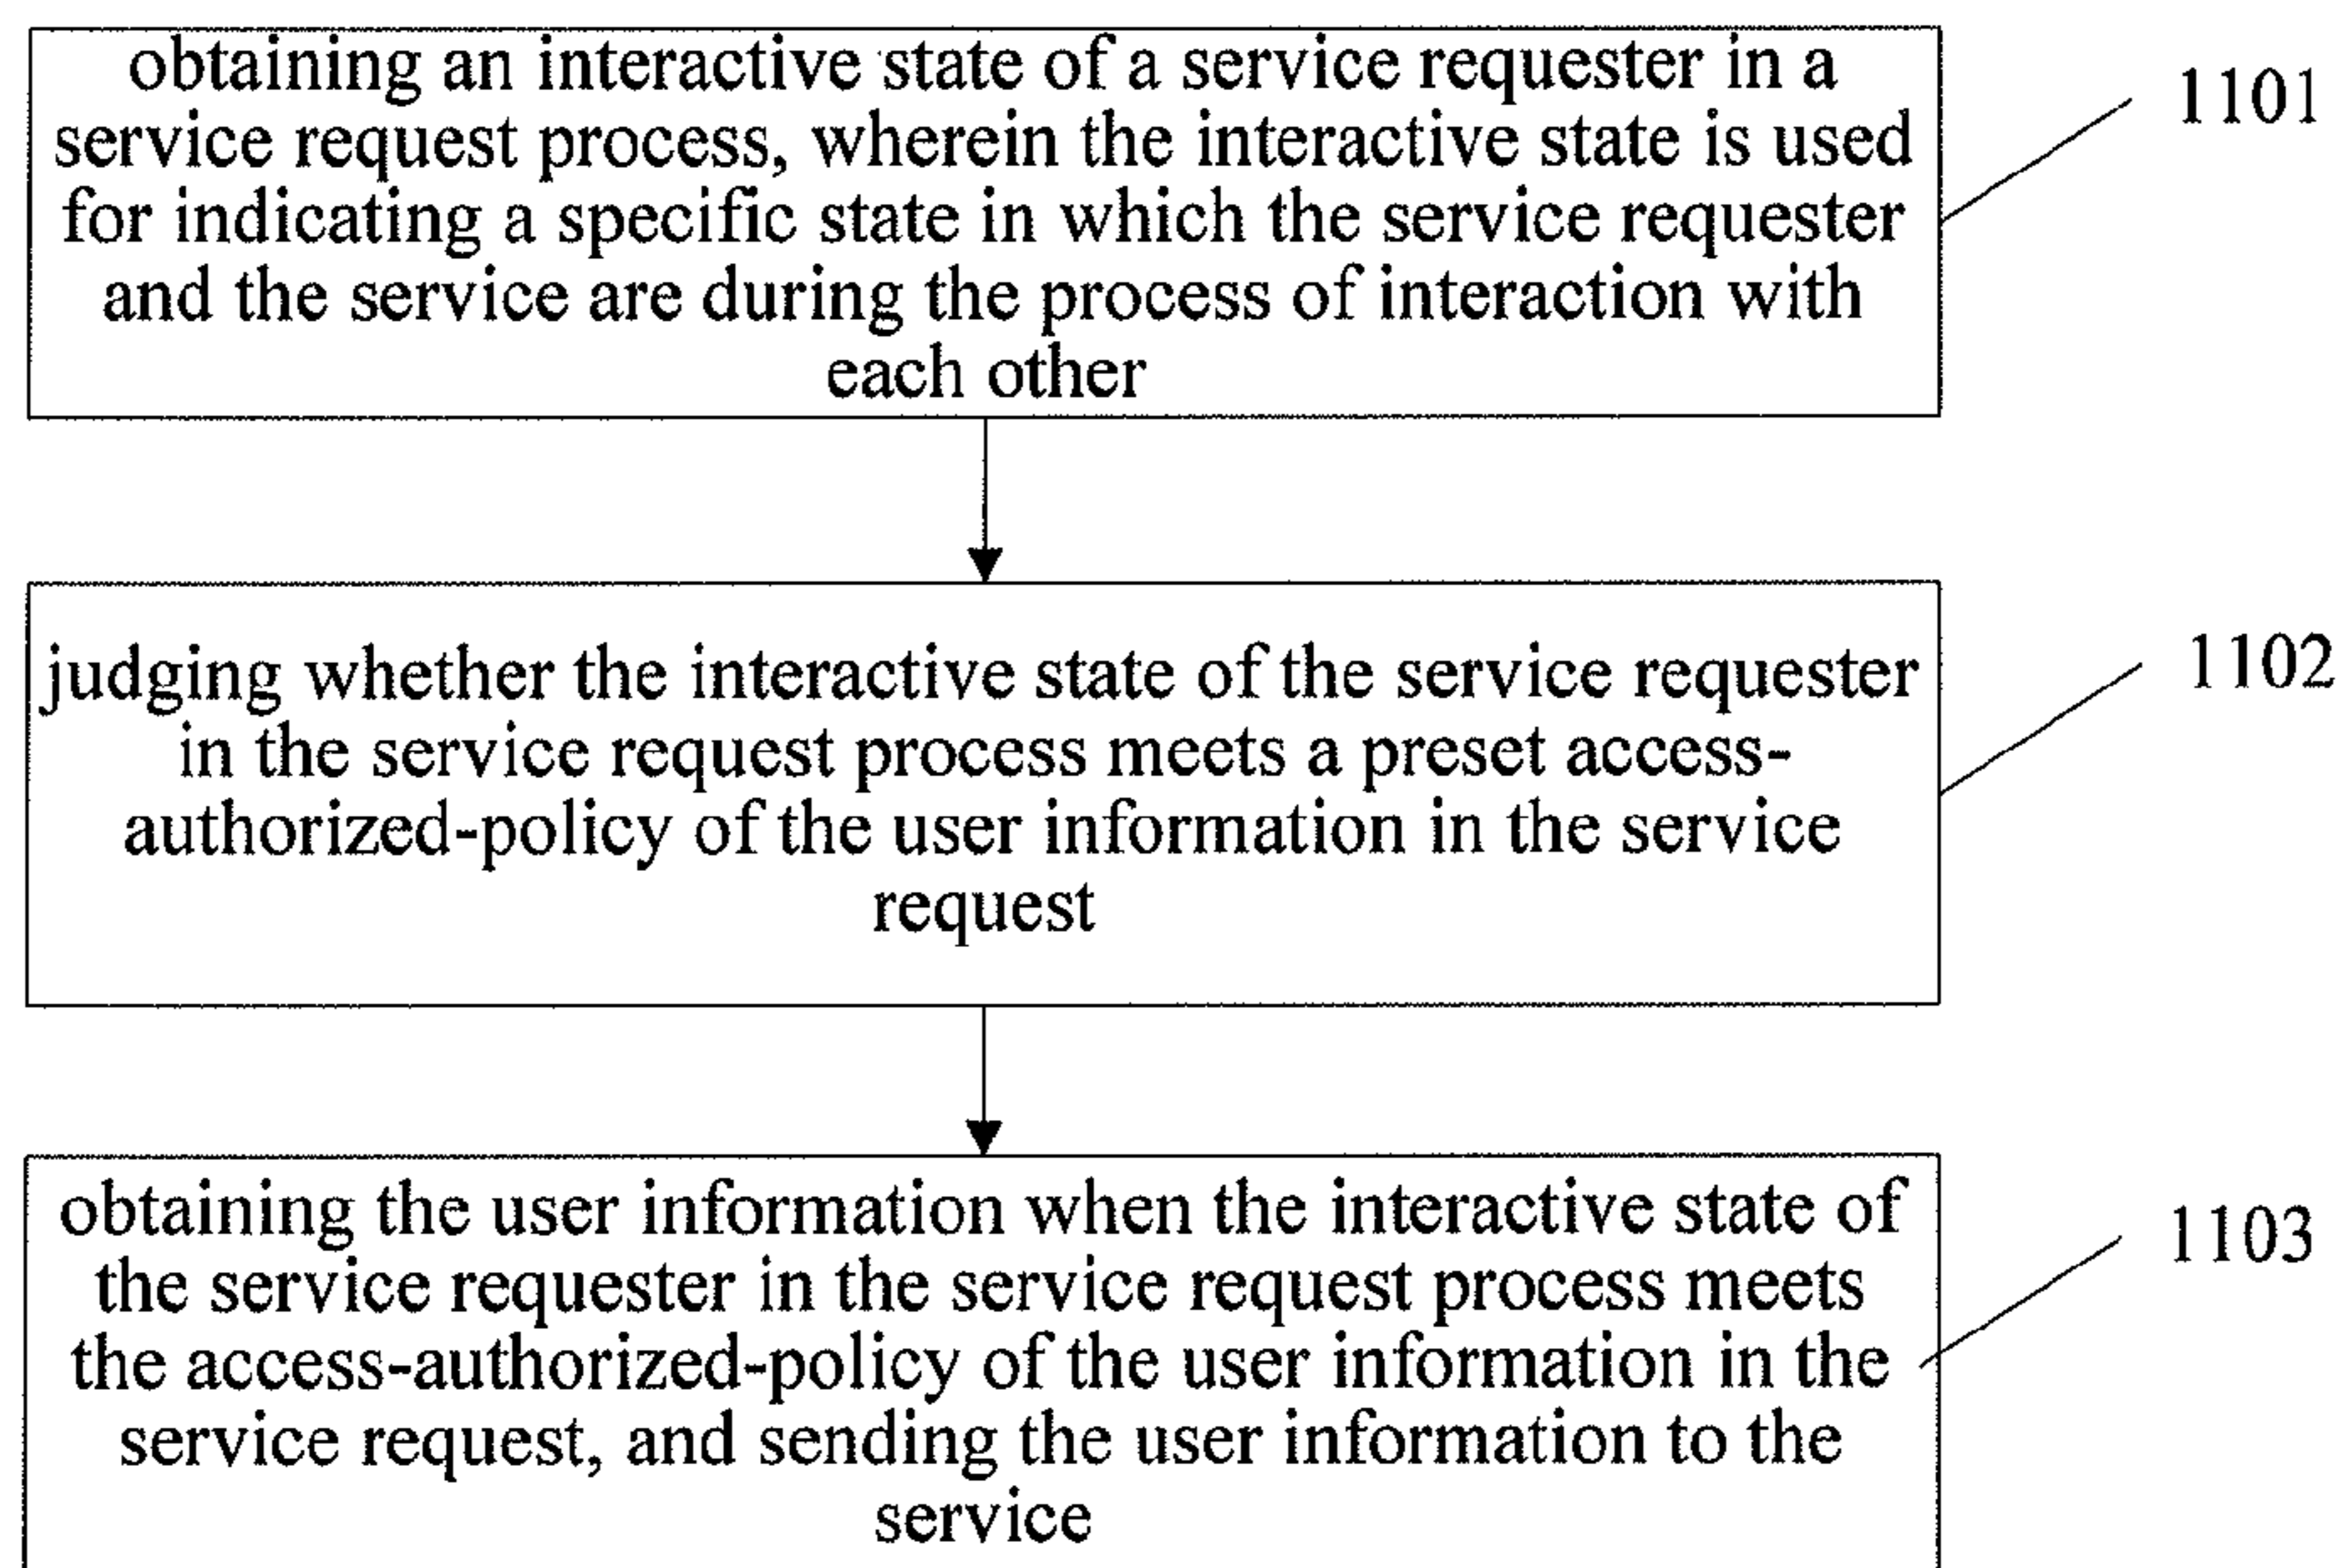 obtaining an interactive state of a service requester in a
service request process, wherein the interactive state is used
for indicating a specific state in which the service requester
and the service are during the process of interaction with
each other
1101
judging whether the interactive state of the service requester
in the service request process meets a preset access-
authorized-policy of the user information in the service
request
1102
obtaining the user information when the interactive state of
the service requester in the service request process meets
the access-authorized-policy of the user information in the
service request, and sending the user information to the
service
1103